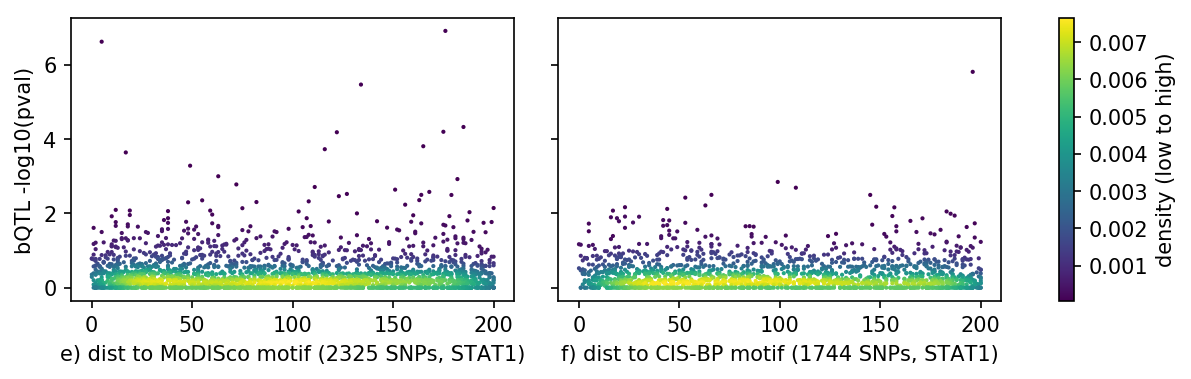 bQTL -log10(pval)
6
4
2
0
0 50 100 150 200
e) dist to MoDISco motif (2325 SNPs, STAT1)
0 50 100 150 200
f) dist to CIS-BP motif (1744 SNPs, STAT1)
0.007
0.006
0.005
0.004
0.003
0.002
0.001
density (low to high)